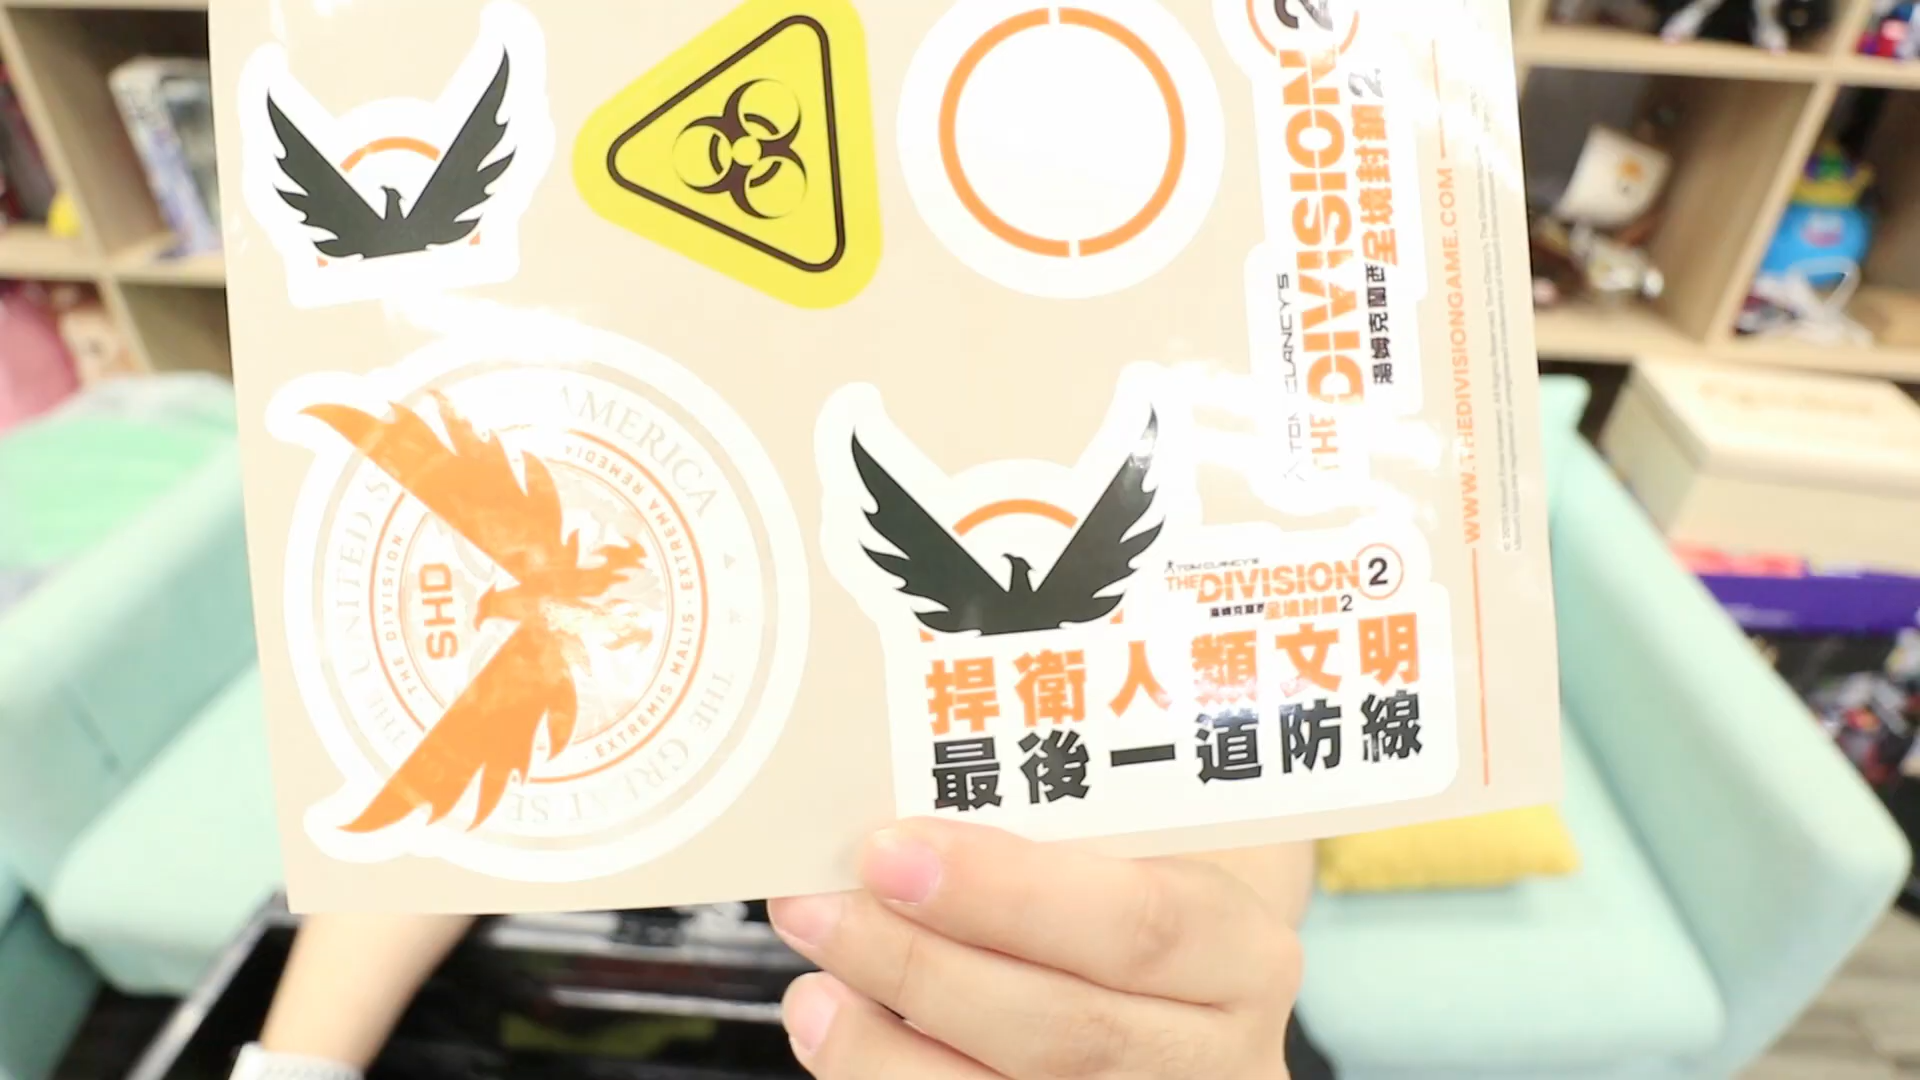 TOM CLANCY'S
THE DIVISION 2
湯姆克蘭西 全境封鎖2
WWW.THEDIVISIONGAME.COM
AMERICA
THE UNITED S
THE DIVISION
SHD
EXTREMIS MALIS · EXTREMA REMEDIA
TOM CLANCY'S
THE DIVISION 2
湯姆克蘭西 全境封鎖2
捍衛人類文明
最後一道防線